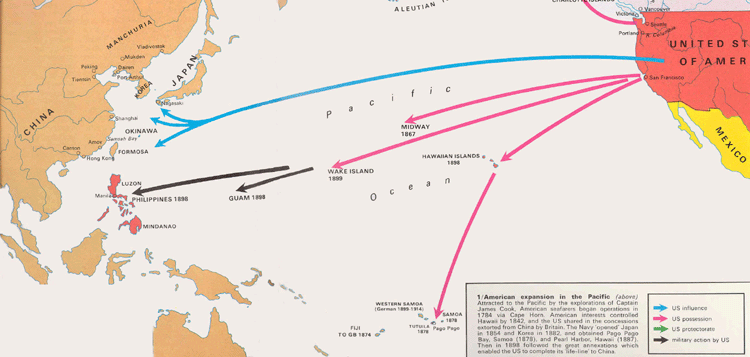 ALEUTIAN
CHARLOTTE ISLANDS
Vancouver
Victoria
Seattle
Portland
R. Columbia
MANCHURIA
Vladivostock
Mukden
Peking
Dairen
Port Arthur
KOREA
JAPAN
Nagasaki
UNITED ST
OF AMER
San Francisco
MEXICO
CHINA
Shanghai
OKINAWA
Samsah Bay
Canton
Amoy
FORMOSA
Hong Kong
Pacific
Ocean
MIDWAY
1867
HAWAIIAN ISLANDS
1898
WAKE ISLAND
1899
LUZON
Manila
PHILIPPINES 1898
GUAM 1898
MINDANAO
WESTERN SAMOA
(German 1899-1914)
SAMOA
1878
TUTUILA
Pago Pago
FIJI
TO GB 1874
1/American expansion in the Pacific (above)
Attracted to the Pacific by the explorations of Captain
James Cook, American seafarers began operations in
1784 via Cape Horn. American interests controlled
Hawaii by 1842, and the US shared in the concessions
extorted from China by Britain. The Navy 'opened' Japan
in 1854 and Korea in 1882, and obtained Pago Pago
Bay, Samoa (1878), and Pearl Harbor, Hawaii (1887).
Then in 1898 followed the great annexations which
enabled the US to complete its 'life-line' to China.
US influence
US possession
US protectorate
military action by US